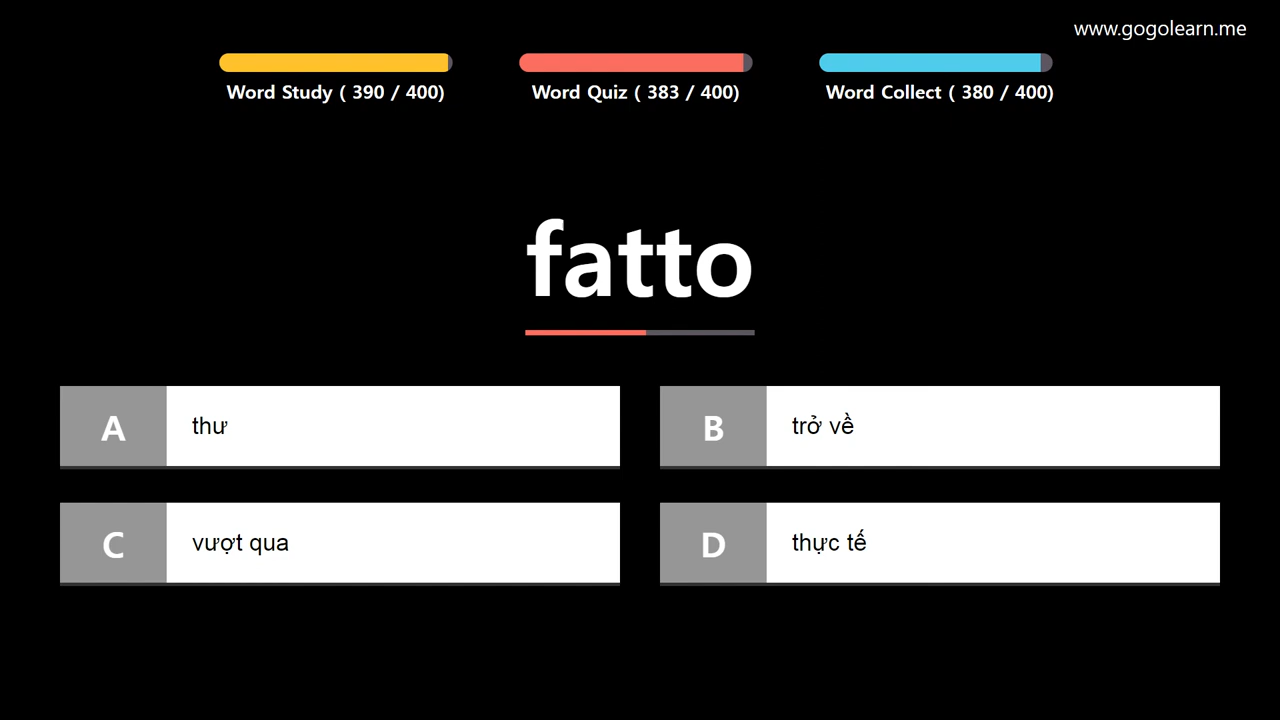 www.gogolearn.me
Word Study ( 390 / 400)
Word Quiz ( 383 / 400)
Word Collect ( 380 / 400)
fatto
A thư
B trở về
C vượt qua
D thực tế